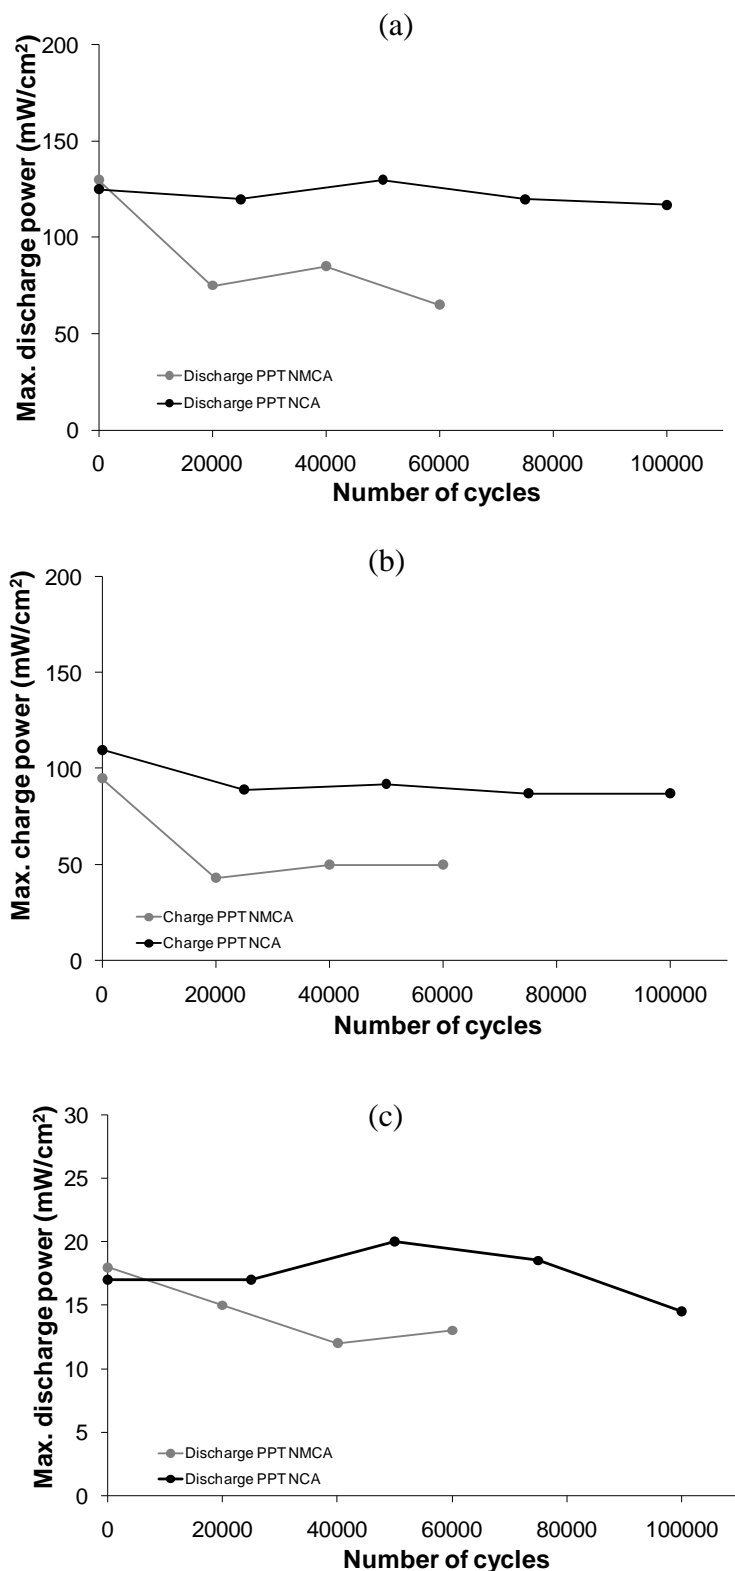 (a)
Max. discharge power (mW/cm²)
200
150
100
50
0
0 20000 40000 60000 80000 100000
Number of cycles
Discharge PPT NMCA
Discharge PPT NCA
(b)
Max. charge power (mW/cm²)
200
150
100
50
0
0 20000 40000 60000 80000 100000
Number of cycles
Charge PPT NMCA
Charge PPT NCA
(c)
Max. discharge power (mW/cm²)
30
25
20
15
10
5
0
0 20000 40000 60000 80000 100000
Number of cycles
Discharge PPT NMCA
Discharge PPT NCA